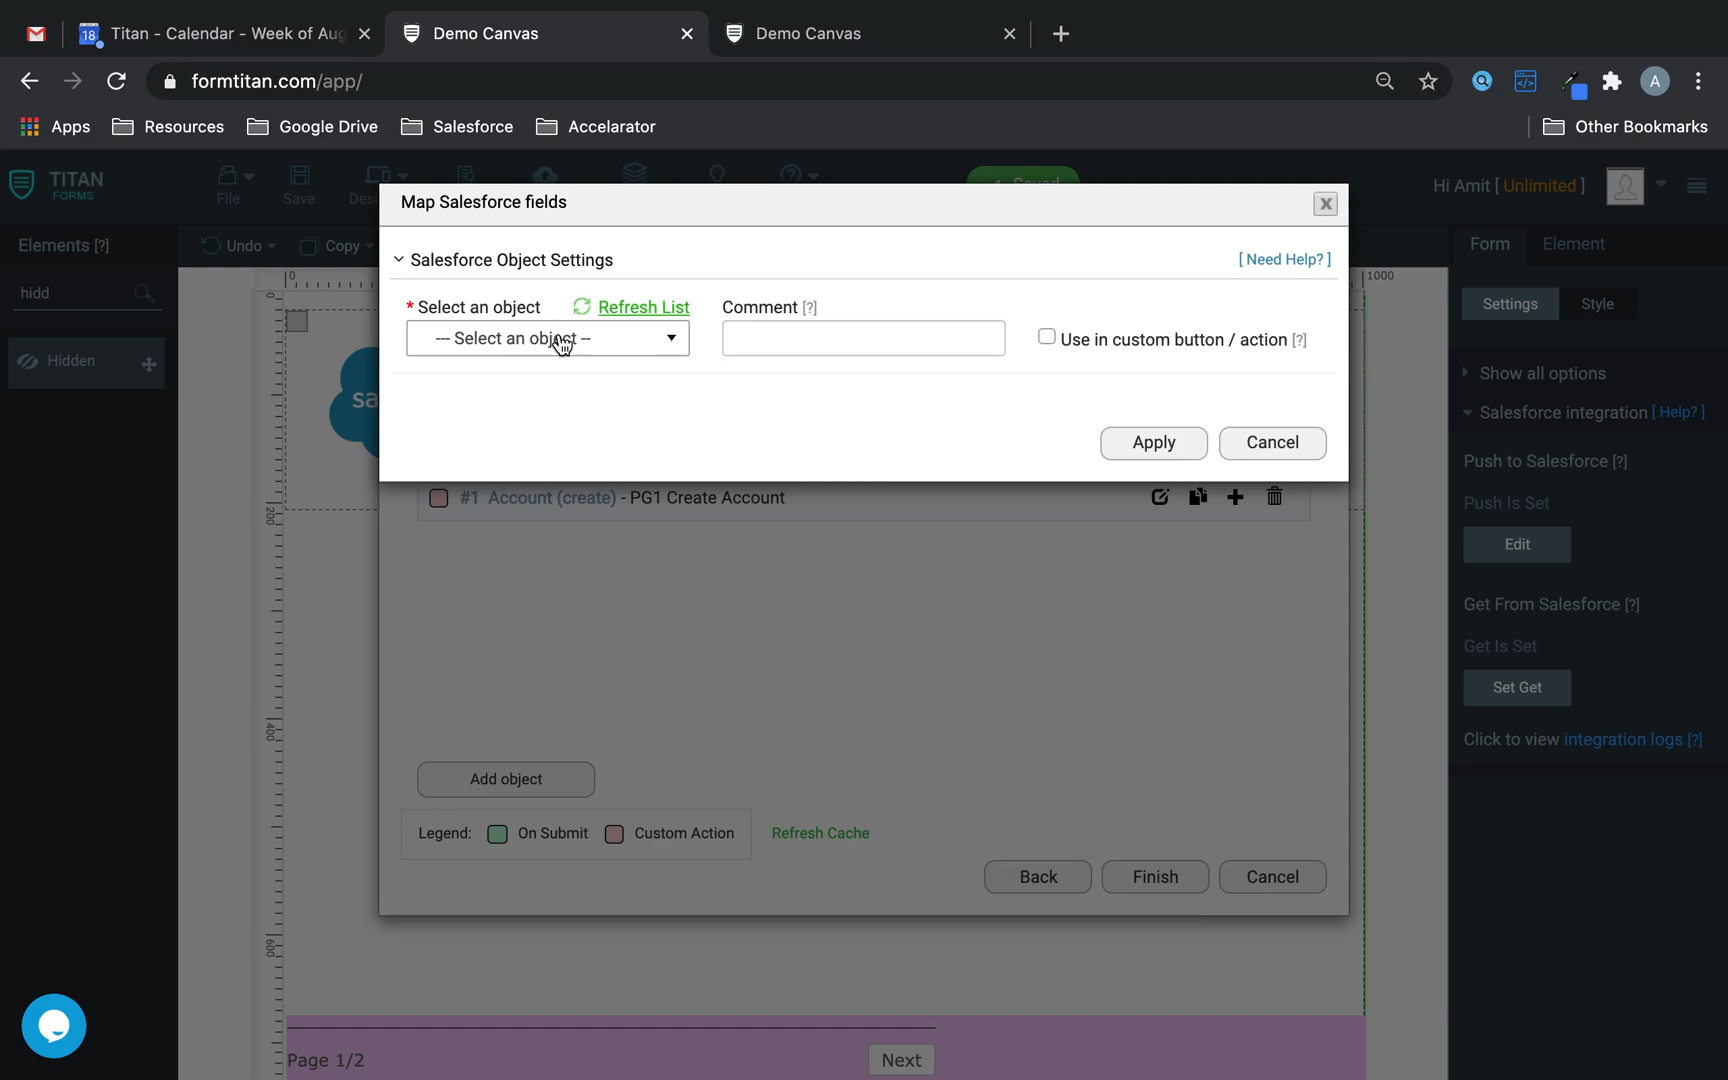 Titan - Calendar - Week of Aug
Demo Canvas
Demo Canvas
formtitan.com/app/
A
Apps
Resources
Google Drive
Salesforce
Accelarator
Other Bookmarks
TITAN
FORMS
File
Save
Hi Amit [ Unlimited ]
Map Salesforce fields
X
Elements [?]
Undo
Copy
Form
Element
Salesforce Object Settings
[ Need Help? ]
hidd
0
1000
Settings
Style
* Select an object
Refresh List
Comment [?]
--- Select an object --
Use in custom button / action [?]
Hidden
Show all options
Salesforce integration [ Help? ]
Apply
Cancel
Push to Salesforce [?]
#1 Account (create) - PG1 Create Account
Push Is Set
200
Edit
Get From Salesforce [?]
Get Is Set
Set Get
400
Click to view integration logs [?]
Add object
Legend:
On Submit
Custom Action
Refresh Cache
Back
Finish
Cancel
600
Page 1/2
Next